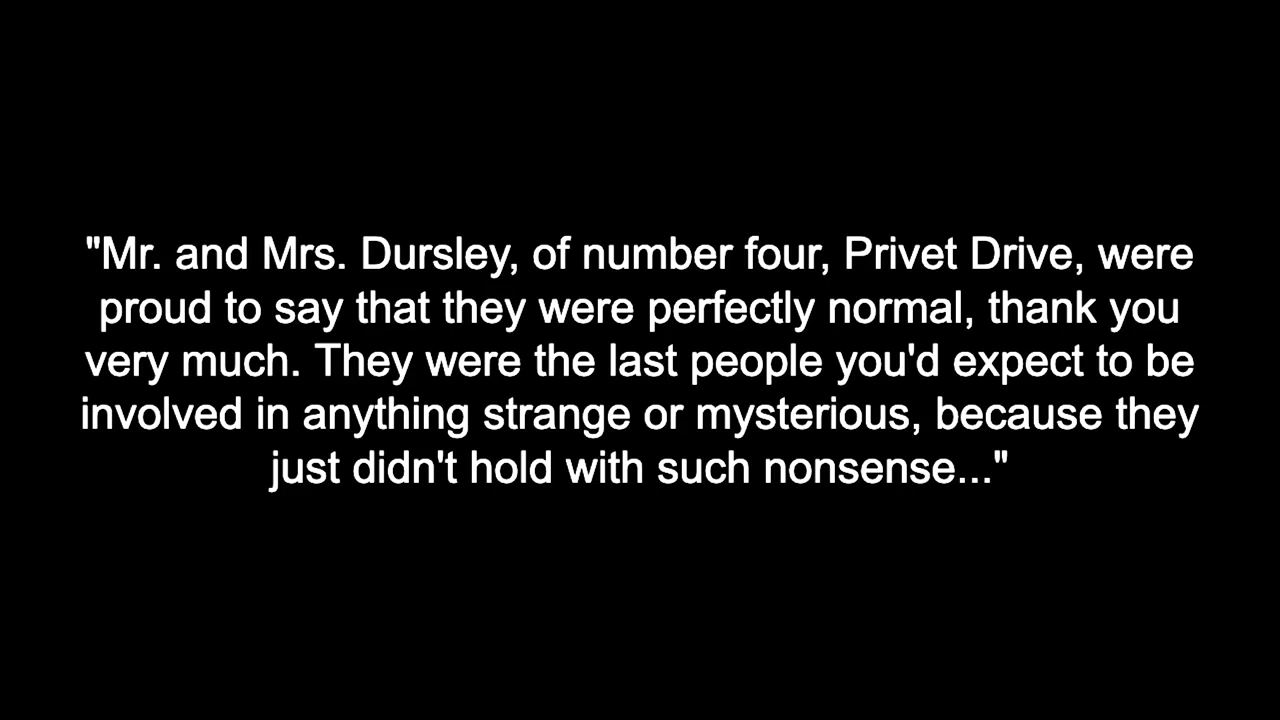 "Mr. and Mrs. Dursley, of number four, Privet Drive, were
proud to say that they were perfectly normal, thank you
very much. They were the last people you'd expect to be
involved in anything strange or mysterious, because they
just didn't hold with such nonsense..."